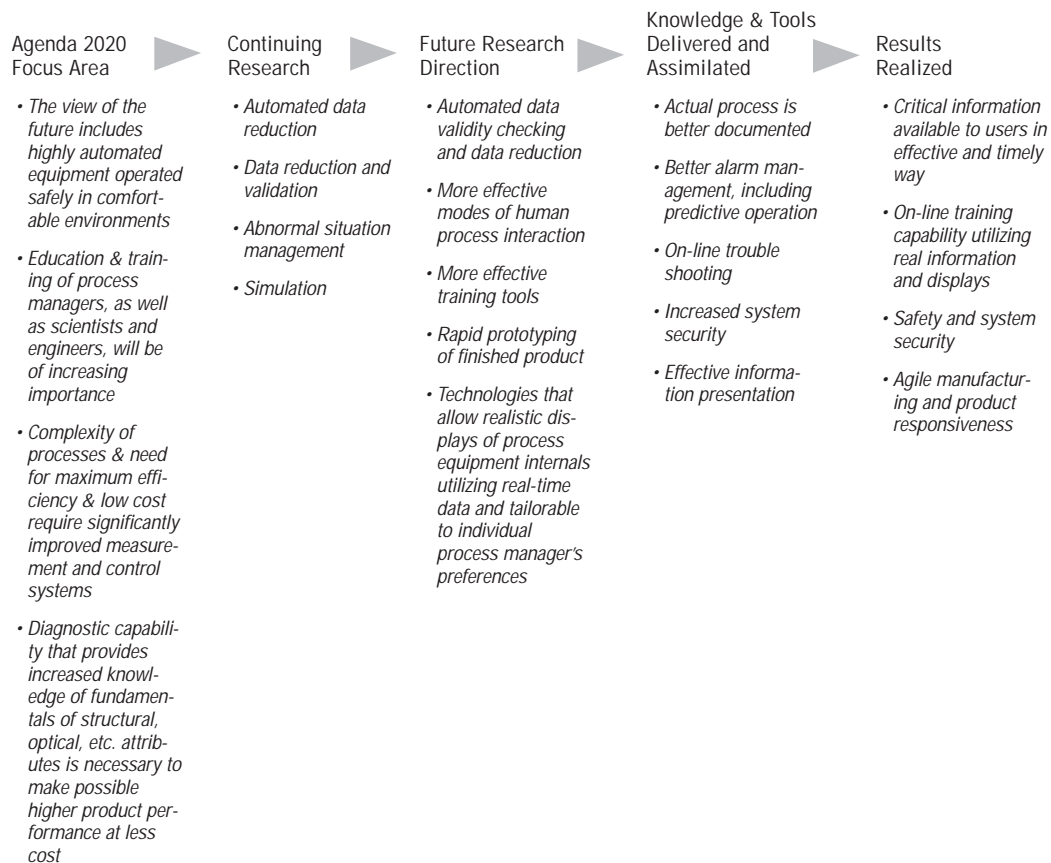 Agenda 2020
Focus Area
• The view of the
future includes
highly automated
equipment operated
safely in comfort-
able environments
• Education & train-
ing of process
managers, as well
as scientists and
engineers, will be
of increasing
importance
• Complexity of
processes & need
for maximum effi-
ciency & low cost
require significantly
improved measure-
ment and control
systems
• Diagnostic capabili-
ty that provides
increased knowl-
edge of fundamen-
tals of structural,
optical, etc. attrib-
utes is necessary to
make possible
higher product per-
formance at less
cost
Continuing
Research
• Automated data
reduction
• Data reduction and
validation
• Abnormal situation
management
• Simulation
Future Research
Direction
• Automated data
validity checking
and data reduction
• More effective
modes of human
process interaction
• More effective
training tools
• Rapid prototyping
of finished product
• Technologies that
allow realistic dis-
plays of process
equipment internals
utilizing real-time
data and tailorable
to individual
process manager's
preferences
Knowledge & Tools
Delivered and
Assimilated
• Actual process is
better documented
• Better alarm man-
agement, including
predictive operation
• On-line trouble
shooting
• Increased system
security
• Effective informa-
tion presentation
Results
Realized
• Critical information
available to users in
effective and timely
way
• On-line training
capability utilizing
real information
and displays
• Safety and system
security
• Agile manufactur-
ing and product
responsiveness